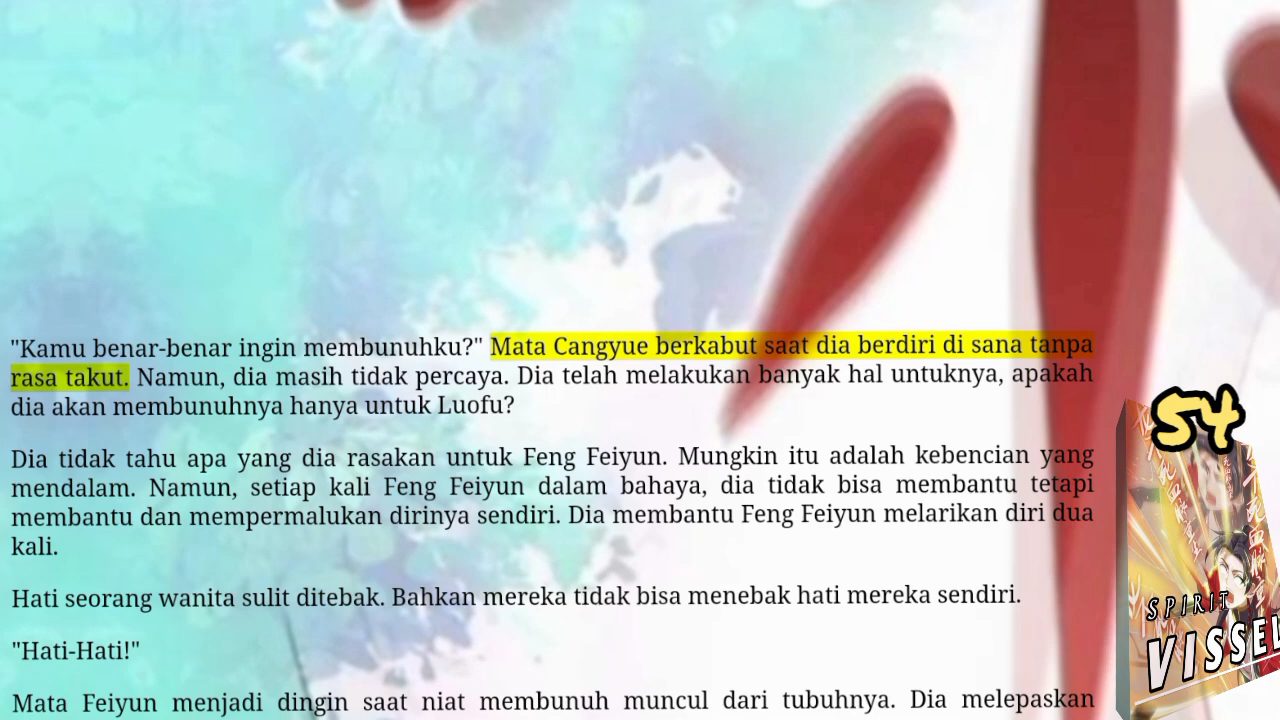 "Kamu benar-benar ingin membunuhku?" Mata Cangyue berkabut saat dia berdiri di sana tanpa
rasa takut. Namun, dia masih tidak percaya. Dia telah melakukan banyak hal untuknya, apakah
dia akan membunuhnya hanya untuk Luofu?
Dia tidak tahu apa yang dia rasakan untuk Feng Feiyun. Mungkin itu adalah kebencian yang
mendalam. Namun, setiap kali Feng Feiyun dalam bahaya, dia tidak bisa membantu tetapi
membantu dan mempermalukan dirinya sendiri. Dia membantu Feng Feiyun melarikan diri dua
kali.
Hati seorang wanita sulit ditebak. Bahkan mereka tidak bisa menebak hati mereka sendiri.
"Hati-Hati!"
Mata Feiyun menjadi dingin saat niat membunuh muncul dari tubuhnya. Dia melepaskan
54
SPIRIT
VISSEL